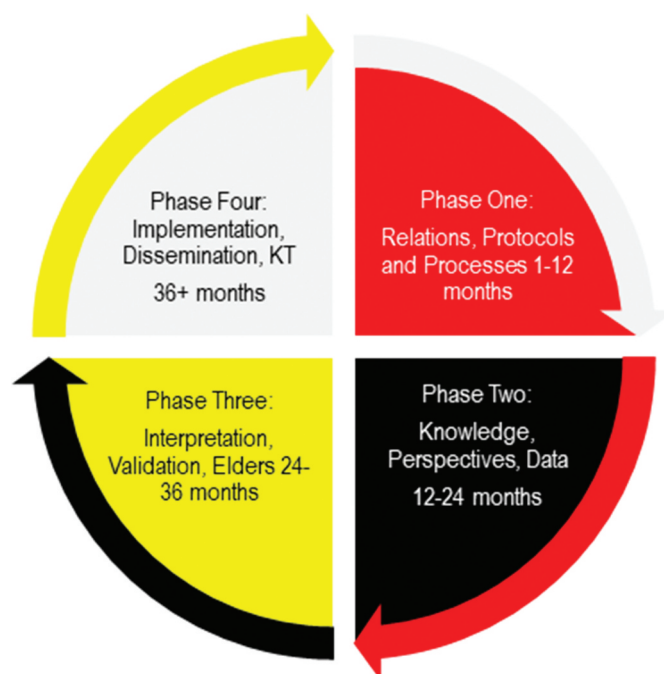 Phase One:
Relations, Protocols
and Processes 1-12
months
Phase Two:
Knowledge,
Perspectives, Data
12-24 months
Phase Three:
Interpretation,
Validation, Elders 24-
36 months
Phase Four:
Implementation,
Dissemination, KT
36+ months